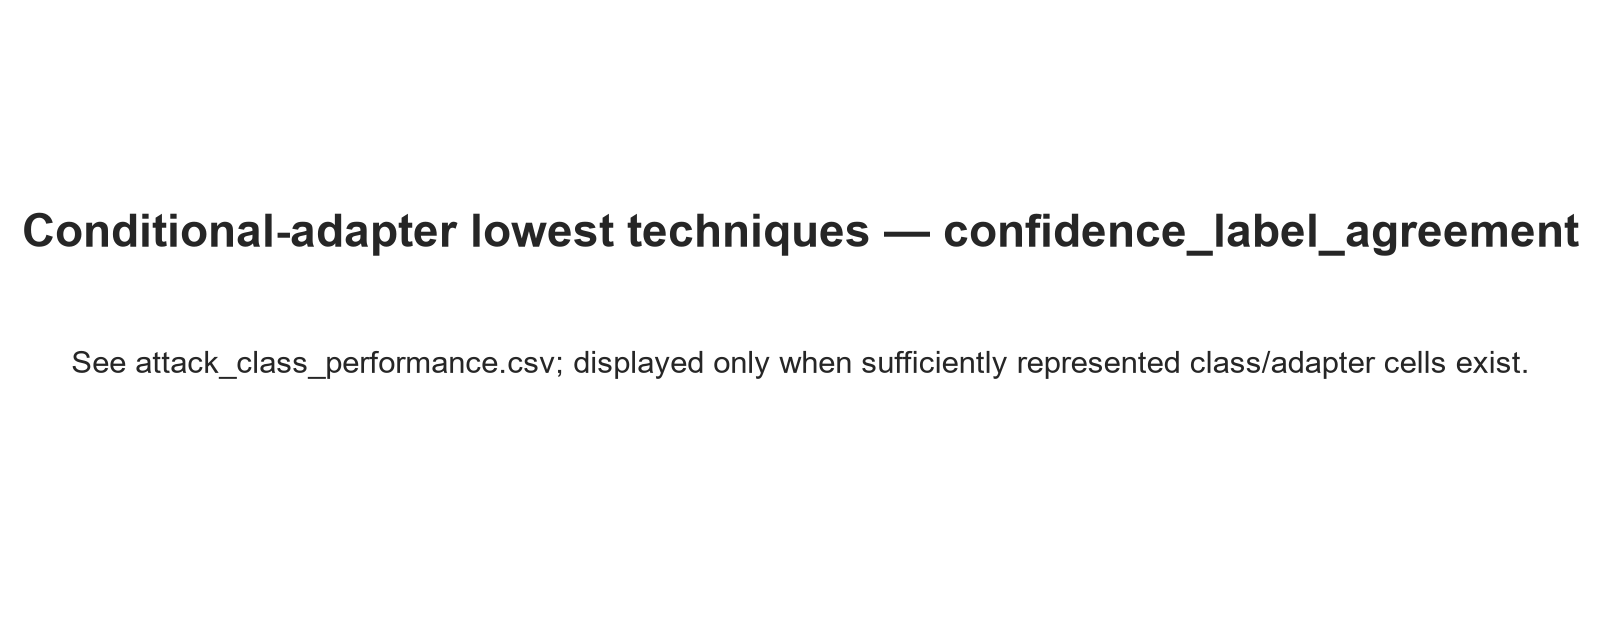 Conditional-adapter lowest techniques — confidence_label_agreement
See attack_class_performance.csv; displayed only when sufficiently represented class/adapter cells exist.